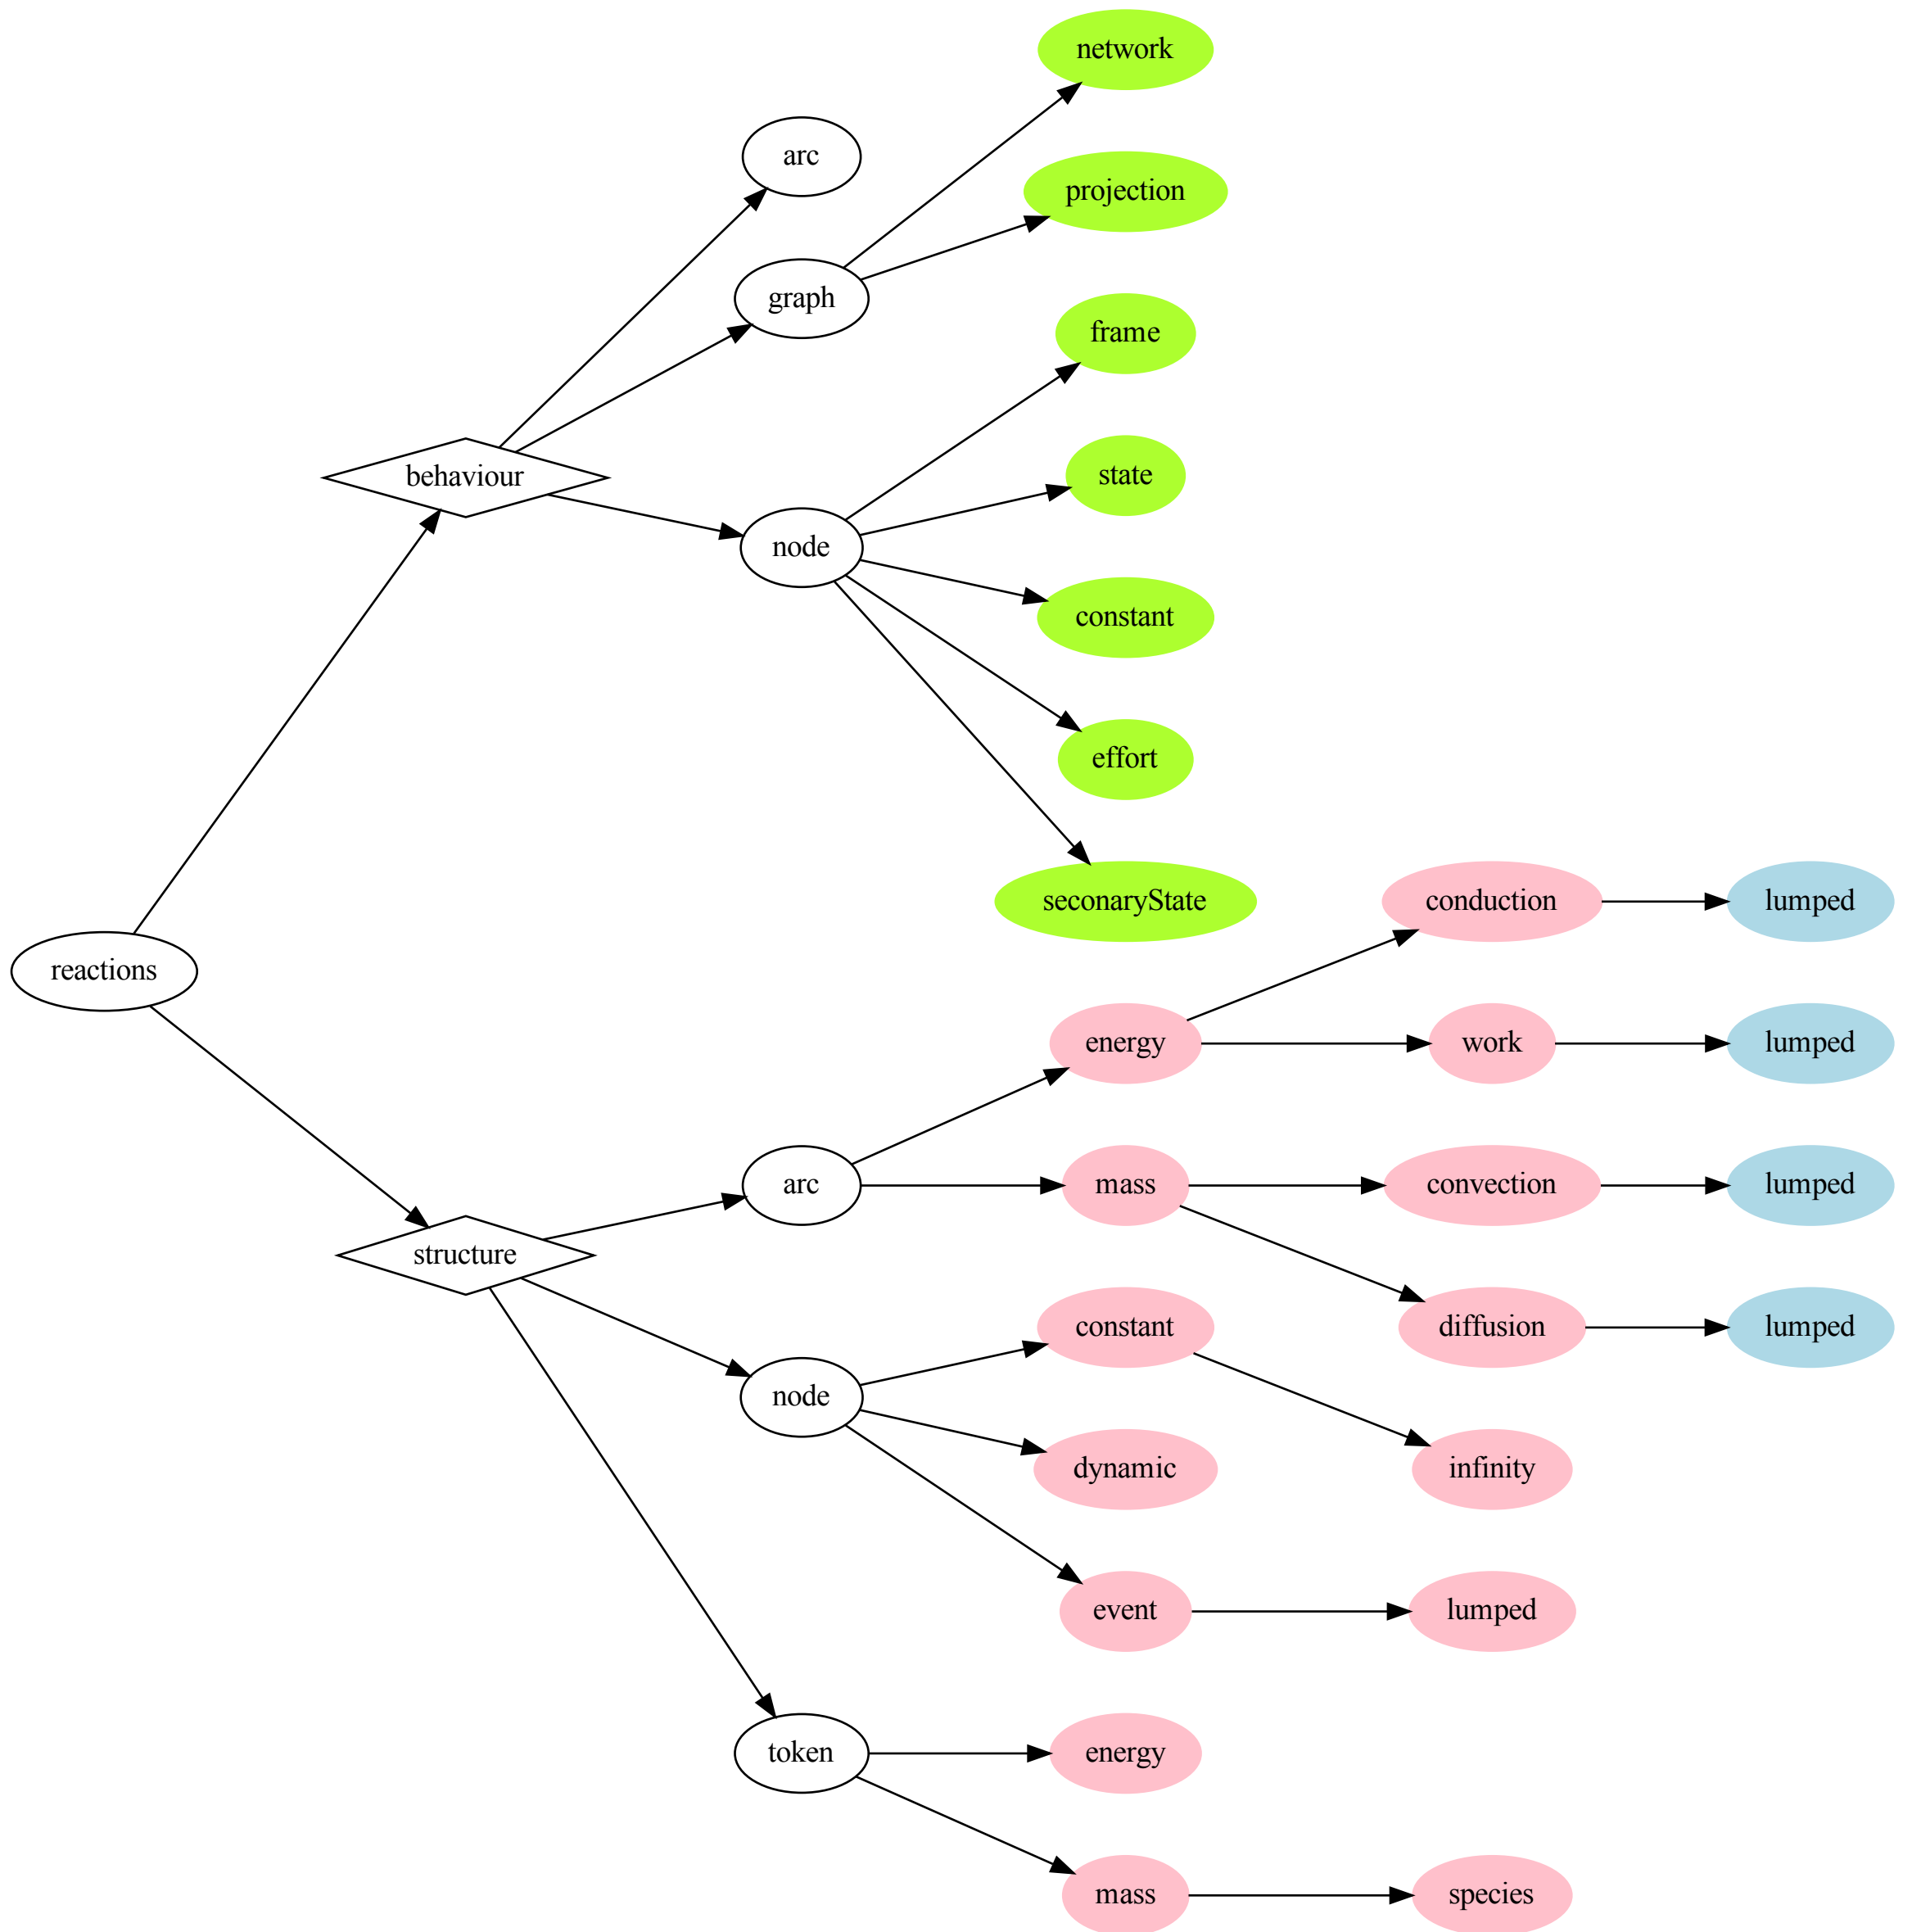 network
arc
projection
graph
frame
behaviour
state
node
constant
effort
seconaryState
conduction
lumped
reactions
energy
work
lumped
arc
mass
convection
lumped
structure
constant
diffusion
lumped
node
dynamic
infinity
event
lumped
token
energy
mass
species